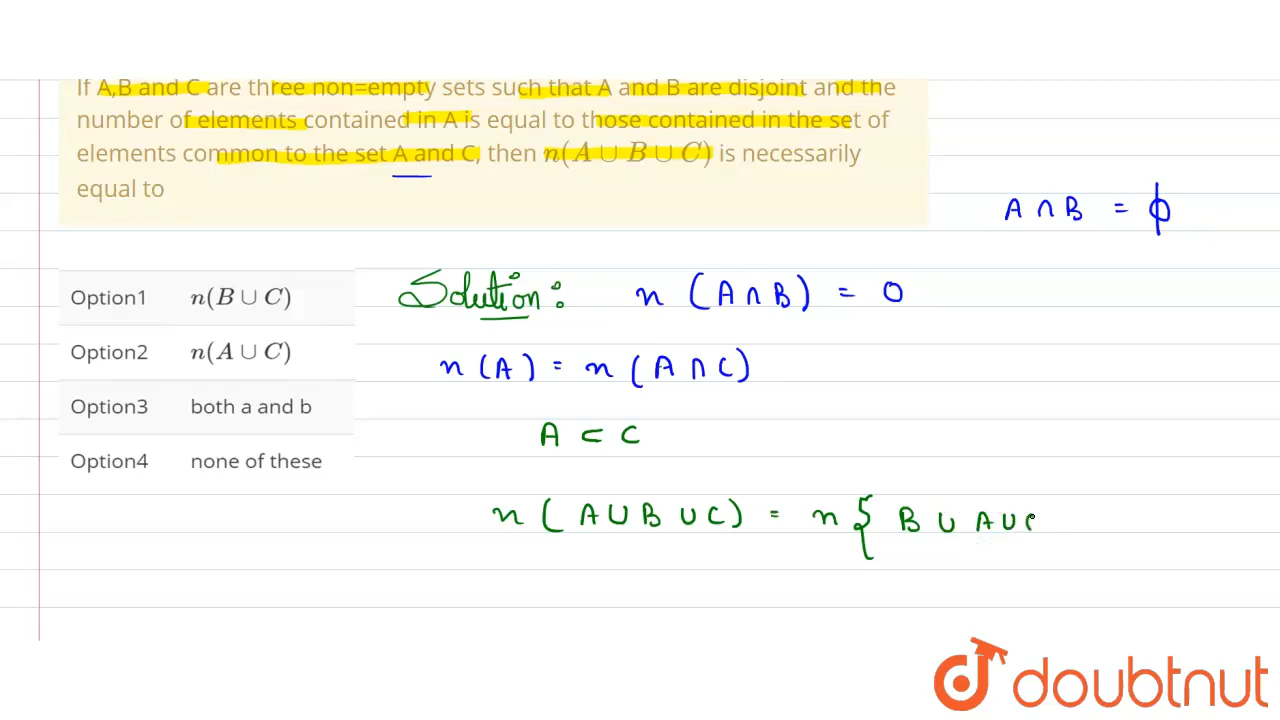 If A,B and C are three non=empty sets such that A and B are disjoint and the
number of elements contained in A is equal to those contained in the set of
elements common to the set A and C, then n(A ∪ B ∪ C) is necessarily
equal to
A ∩ B = ϕ
Option1 n(B ∪ C)
Option2 n(A ∪ C)
Option3 both a and b
Option4 none of these
Solution: n (A ∩ B) = 0
n (A) = n (A ∩ C)
A ⊂ C
n ( A ∪ B ∪ C) = n { B ∪ A ∪ C
doubtnut